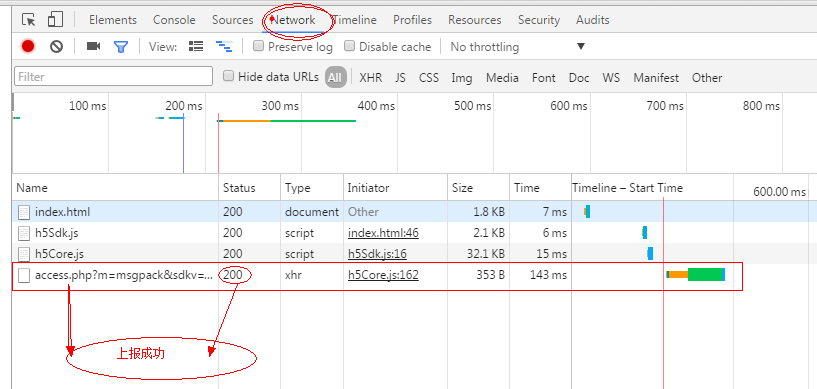 Elements Console Sources Network Timeline Profiles Resources Security Audits
View: Preserve log Disable cache No throttling
Filter Hide data URLs All XHR JS CSS Img Media Font Doc WS Manifest Other
100 ms 200 ms 300 ms 400 ms 500 ms 600 ms 700 ms 800 ms
Name Status Type Initiator Size Time Timeline – Start Time 600.00 ms
index.html 200 document Other 1.8 KB 7 ms
h5Sdk.js 200 script index.html:46 2.1 KB 6 ms
h5Core.js 200 script h5Sdk.js:16 32.1 KB 15 ms
access.php?m=msgpack&sdkv=... 200 xhr h5Core.js:162 353 B 143 ms
上报成功